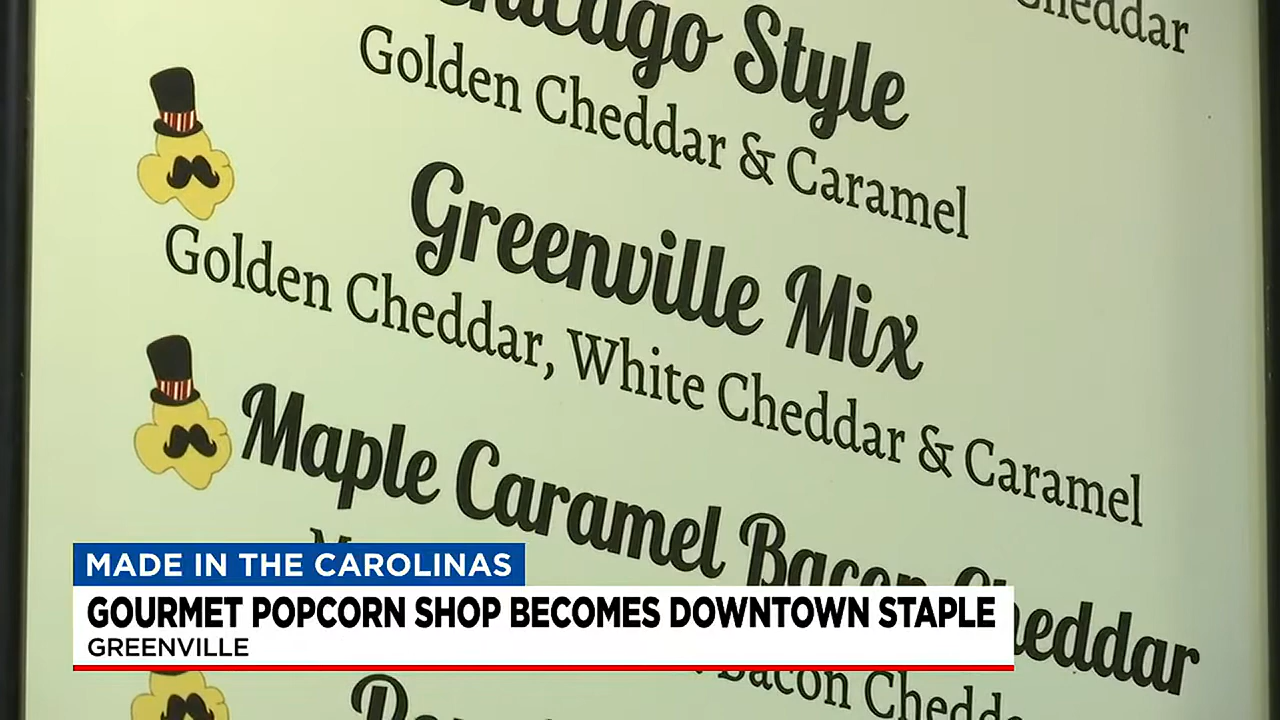 Cheddar
Chicago Style
Golden Cheddar & Caramel
Greenville Mix
Golden Cheddar, White Cheddar & Caramel
Maple Caramel Bacon Cheddar
Bacon
MADE IN THE CAROLINAS
GOURMET POPCORN SHOP BECOMES DOWNTOWN STAPLE
GREENVILLE